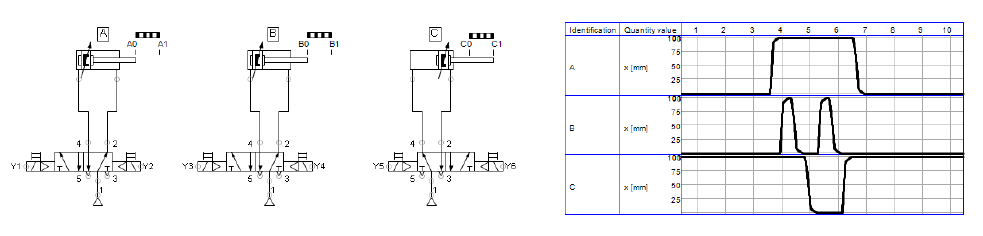 A B C
A0 A1 B0 B1 C0 C1
4 2 4 2 4 2
Y1 Y2 Y3 Y4 Y5 Y6
5 3 5 3 5 3
1 1 1
Identification Quantity value 1 2 3 4 5 6 7 8 9 10
100
75
A x [mm] 50
25
100
75
B x [mm] 50
25
100
75
C x [mm] 50
25